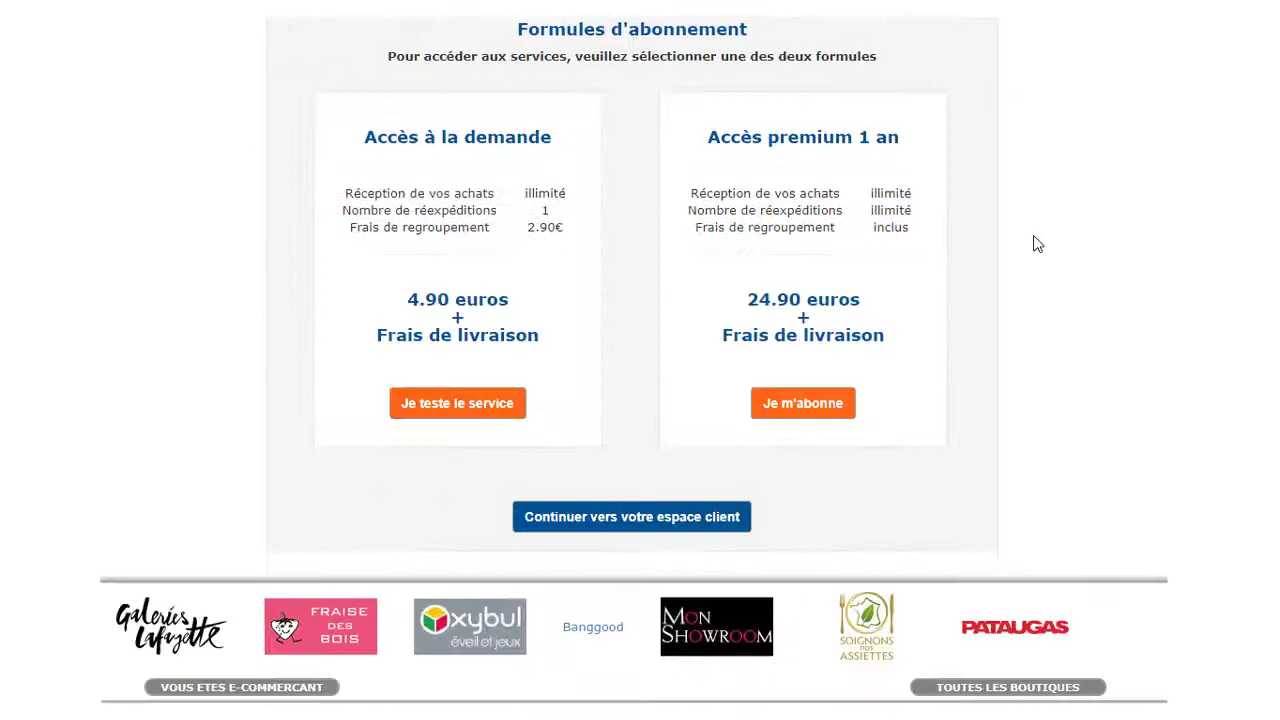 Formules d'abonnement
Pour accéder aux services, veuillez sélectionner une des deux formules
Accès à la demande
Réception de vos achats illimité
Nombre de réexpéditions 1
Frais de regroupement 2.90€
4.90 euros
+
Frais de livraison
Je teste le service
Accès premium 1 an
Réception de vos achats illimité
Nombre de réexpéditions illimité
Frais de regroupement inclus
24.90 euros
+
Frais de livraison
Je m'abonne
Continuer vers votre espace client
Galeries
Lafayette
FRAISE
DES
BOIS
Oxybul
éveil et jeux
Banggood
MON
SHOWROOM
SOIGNONS
NOS
ASSIETTES
PATAUGAS
VOUS ETES E-COMMERCANT
TOUTES LES BOUTIQUES